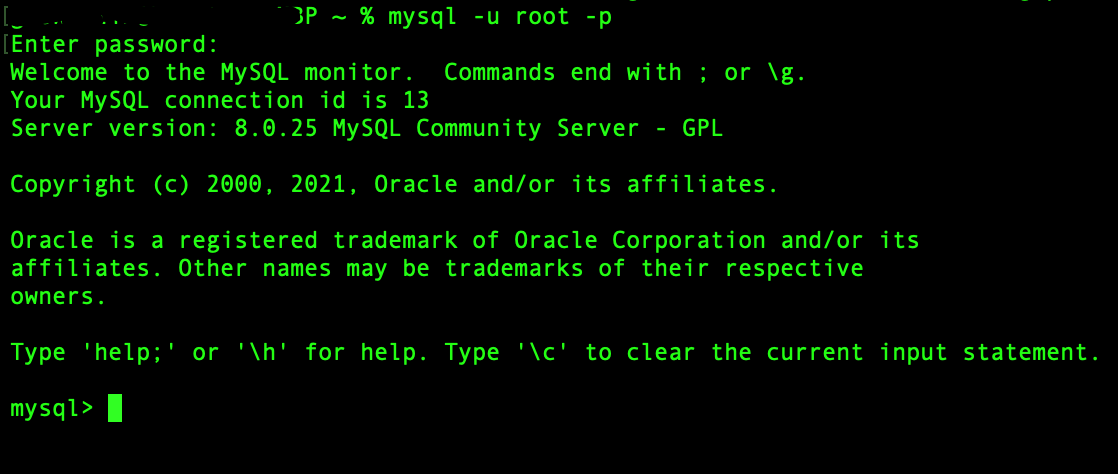 BP ~ % mysql -u root -p
Enter password:
Welcome to the MySQL monitor.  Commands end with ; or \g.
Your MySQL connection id is 13
Server version: 8.0.25 MySQL Community Server - GPL
Copyright (c) 2000, 2021, Oracle and/or its affiliates.
Oracle is a registered trademark of Oracle Corporation and/or its
affiliates. Other names may be trademarks of their respective
owners.
Type 'help;' or '\h' for help. Type '\c' to clear the current input statement.
mysql>